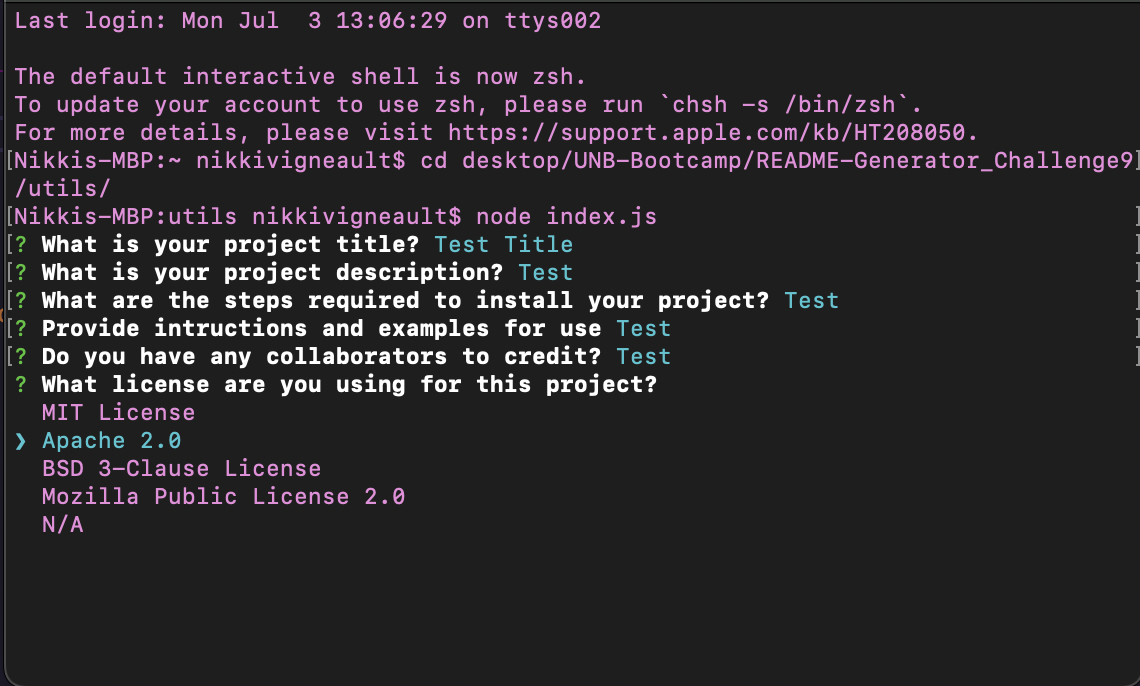 Last login: Mon Jul  3 13:06:29 on ttys002
The default interactive shell is now zsh.
To update your account to use zsh, please run `chsh -s /bin/zsh`.
For more details, please visit https://support.apple.com/kb/HT208050.
[Nikkis-MBP:~ nikkivigneault$ cd desktop/UNB-Bootcamp/README-Generator_Challenge9]
/utils/
[Nikkis-MBP:utils nikkivigneault$ node index.js ]
[? What is your project title? Test Title ]
[? What is your project description? Test ]
[? What are the steps required to install your project? Test ]
[? Provide intructions and examples for use Test ]
[? Do you have any collaborators to credit? Test ]
? What license are you using for this project?
  MIT License
❯ Apache 2.0
  BSD 3-Clause License
  Mozilla Public License 2.0
  N/A